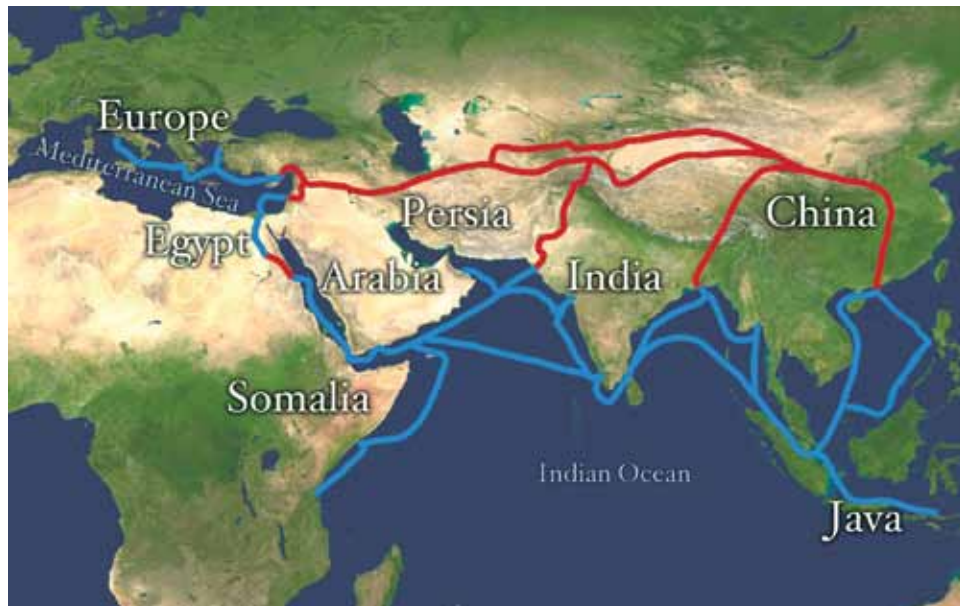 Europe
Mediterranean Sea
Egypt
Persia
China
Arabia
India
Somalia
Indian Ocean
Java